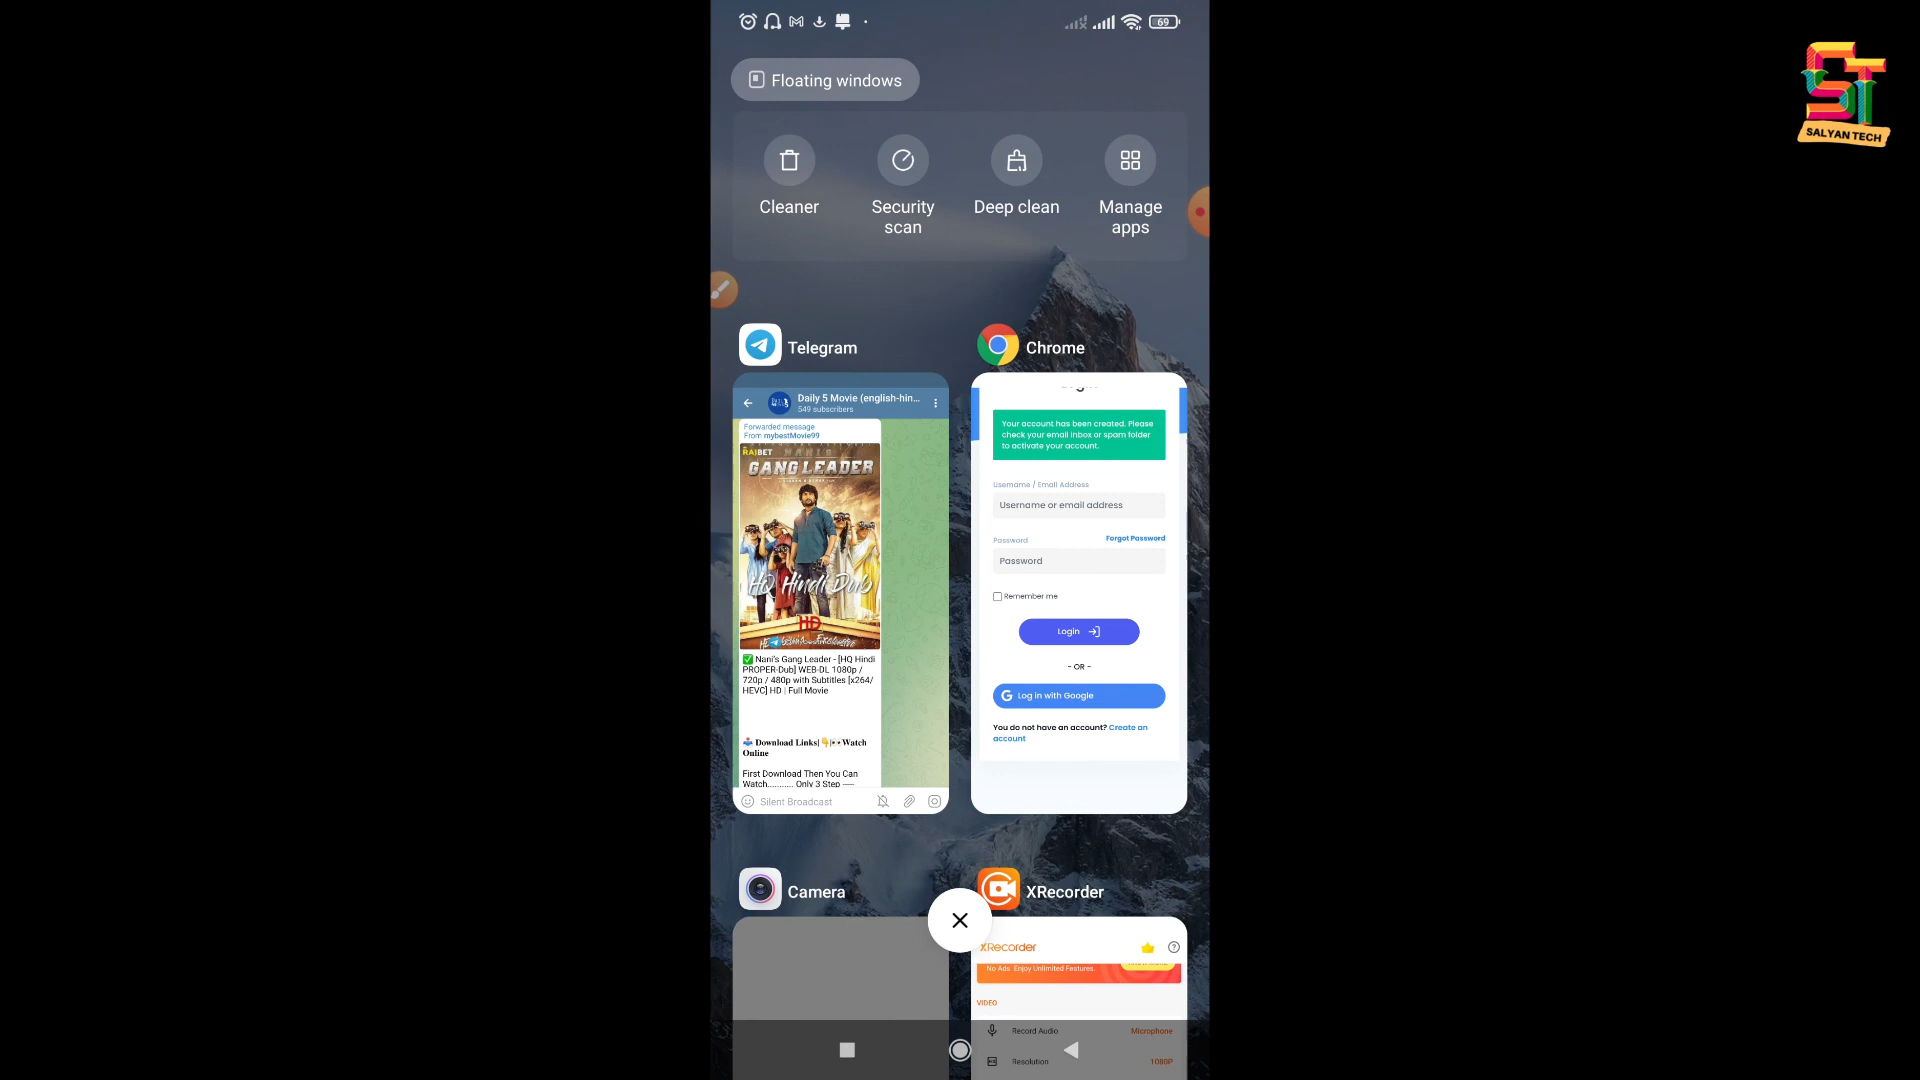 69
ST
SALYAN TECH
Floating windows
Cleaner
Security
scan
Deep clean
Manage
apps
Telegram
Chrome
Daily 5 Movie (english-hin...
549 subscribers
Forwarded message
From mybestMovie99
RAJBET
NANI's
GANG LEADER
HQ Hindi Dub
HD
✅ Nani's Gang Leader - [HQ Hindi
PROPER-Dub] WEB-DL 1080p /
720p / 480p with Subtitles [x264/
HEVC] HD | Full Movie
📥 Download Links|👇|👀Watch
Online
First Download Then You Can
Watch........... Only 3 Step ----
Silent Broadcast
Your account has been created. Please
check your email inbox or spam folder
to activate your account.
Username / Email Address
Username or email address
Password
Forgot Password
Password
Remember me
Login
- OR -
Log in with Google
You do not have an account? Create an
account
Camera
XRecorder
XRecorder
No Ads. Enjoy Unlimited Features.
VIDEO
Record Audio
Microphone
Resolution
1080P